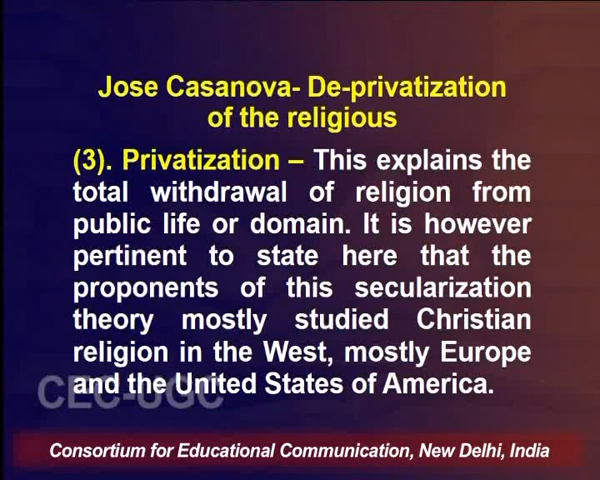 Jose Casanova- De-privatization
of the religious
(3). Privatization – This explains the
total withdrawal of religion from
public life or domain. It is however
pertinent to state here that the
proponents of this secularization
theory mostly studied Christian
religion in the West, mostly Europe
and the United States of America.
CEC-UGC
Consortium for Educational Communication, New Delhi, India